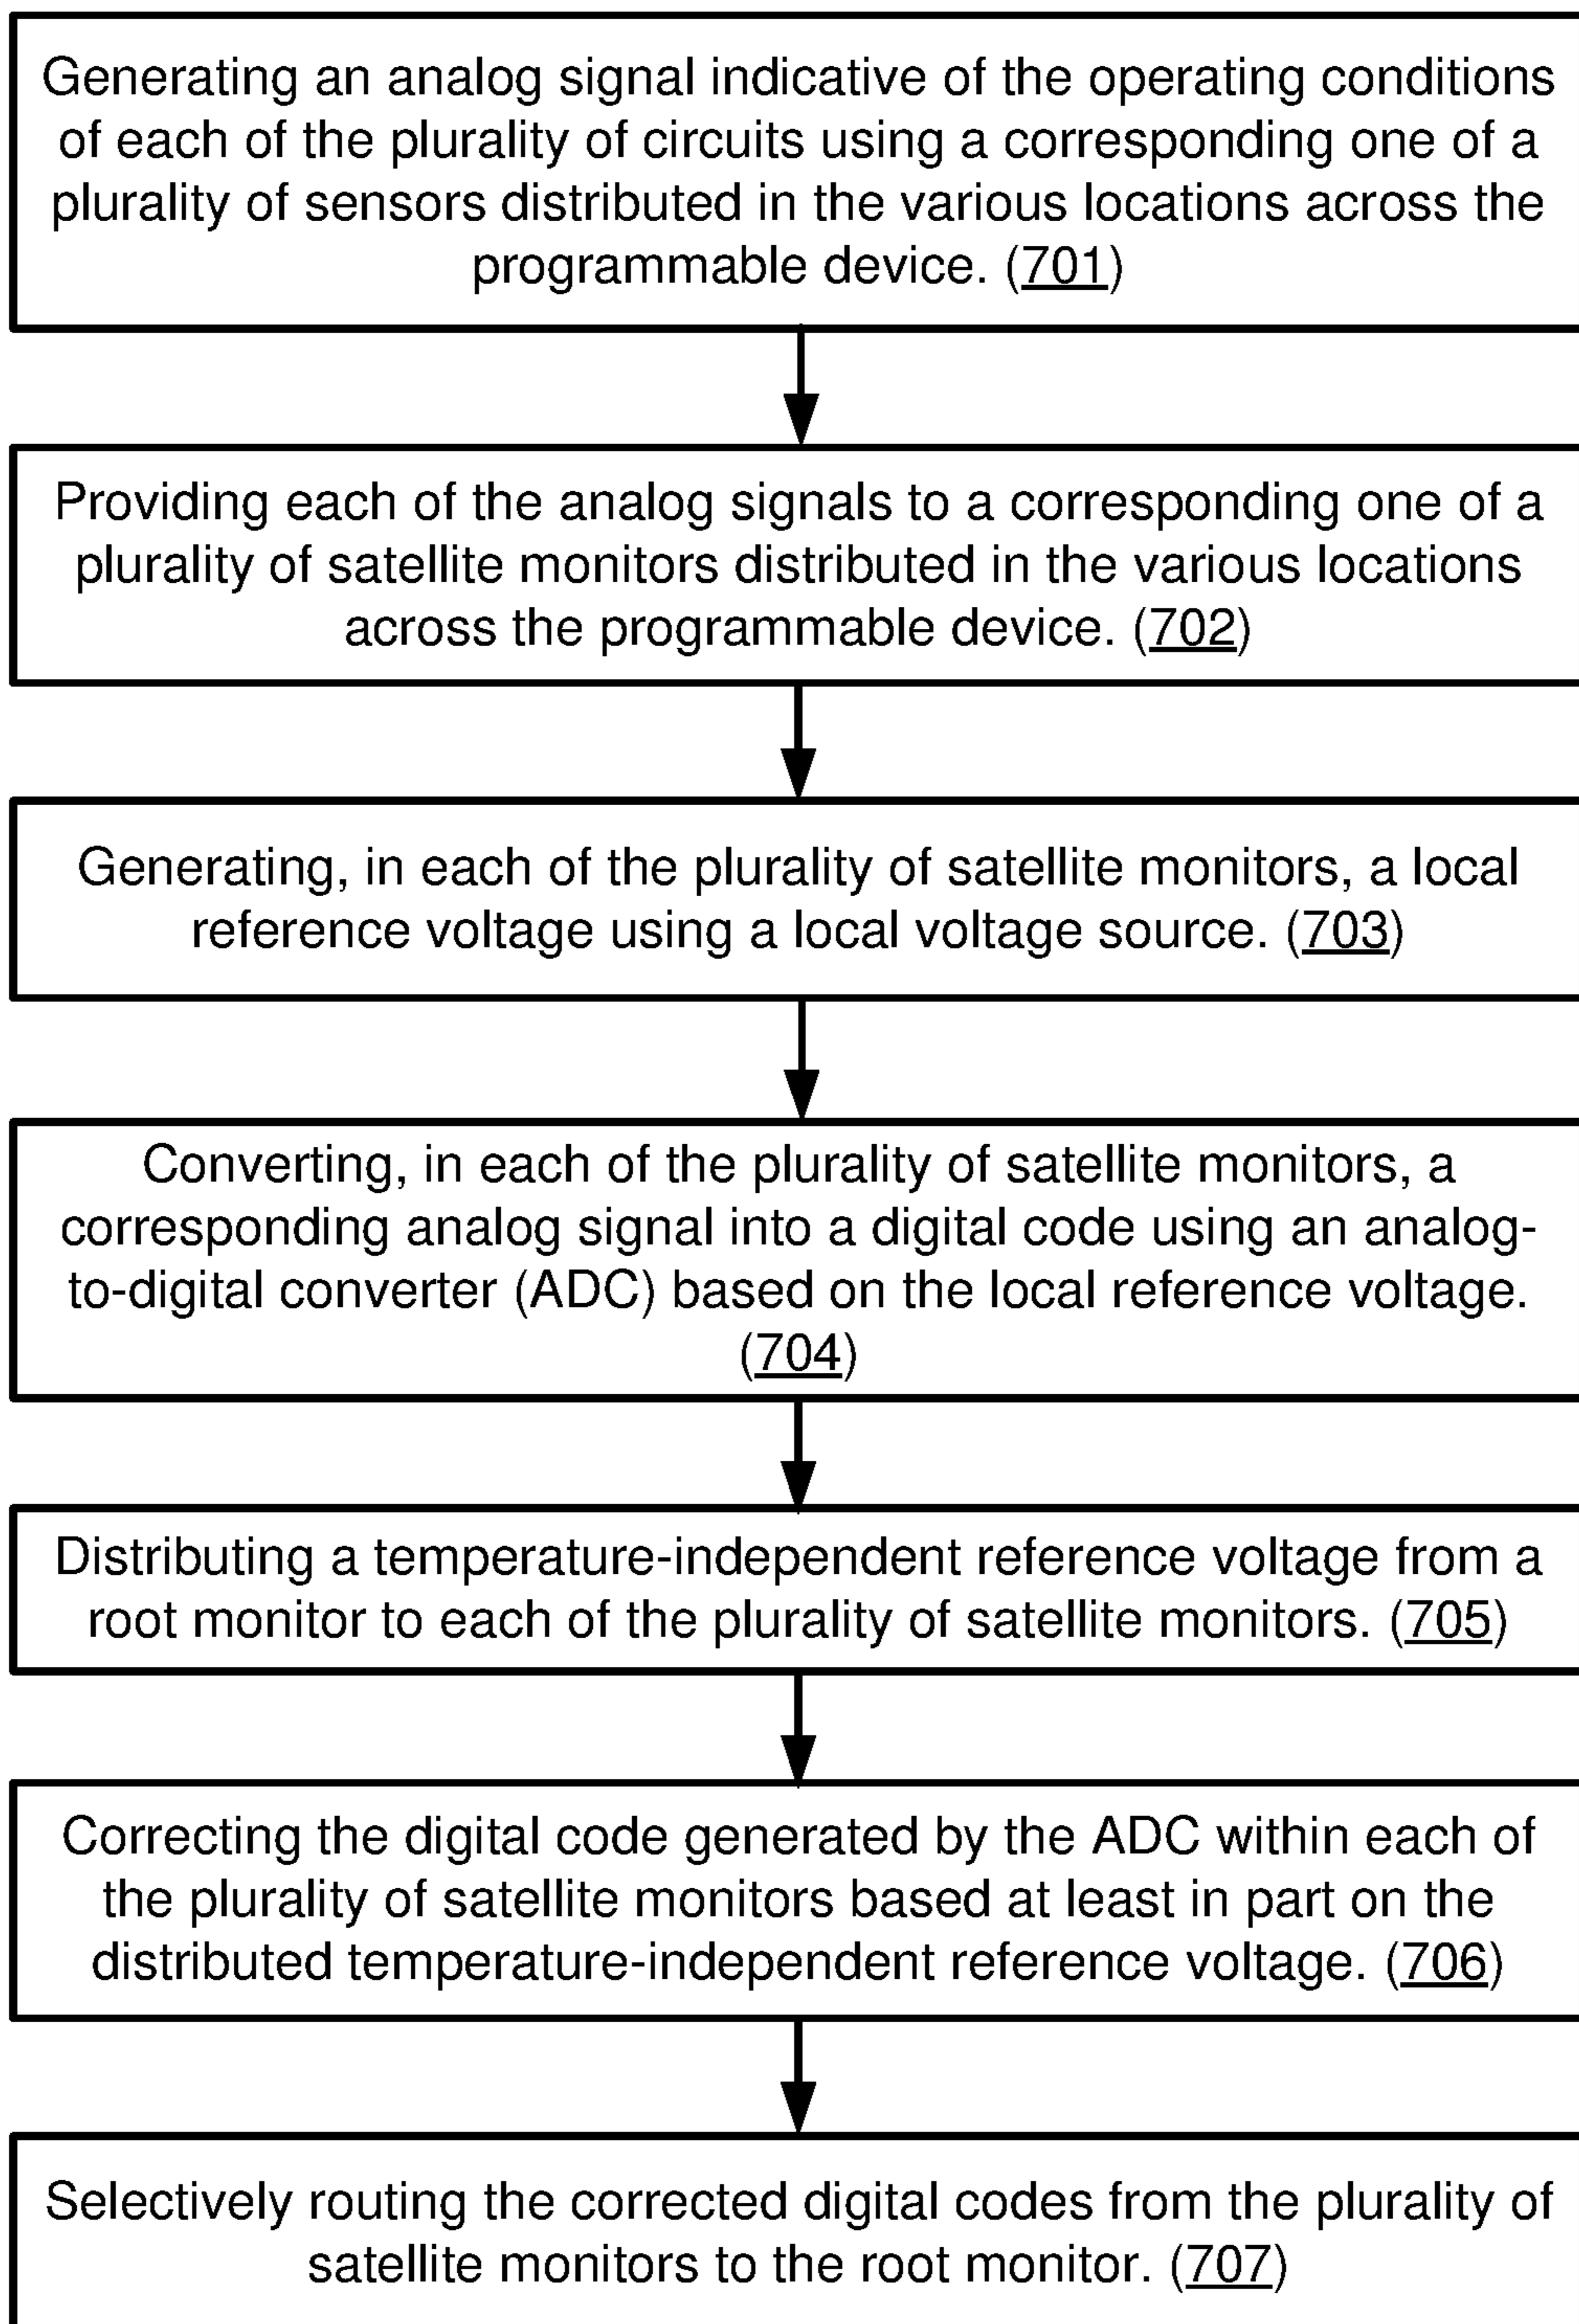 Generating an analog signal indicative of the operating conditions
of each of the plurality of circuits using a corresponding one of a
plurality of sensors distributed in the various locations across the
programmable device. (701)
Providing each of the analog signals to a corresponding one of a
plurality of satellite monitors distributed in the various locations
across the programmable device. (702)
Generating, in each of the plurality of satellite monitors, a local
reference voltage using a local voltage source. (703)
Converting, in each of the plurality of satellite monitors, a
corresponding analog signal into a digital code using an analog-
to-digital converter (ADC) based on the local reference voltage.
(704)
Distributing a temperature-independent reference voltage from a
root monitor to each of the plurality of satellite monitors. (705)
Correcting the digital code generated by the ADC within each of
the plurality of satellite monitors based at least in part on the
distributed temperature-independent reference voltage. (706)
Selectively routing the corrected digital codes from the plurality of
satellite monitors to the root monitor. (707)